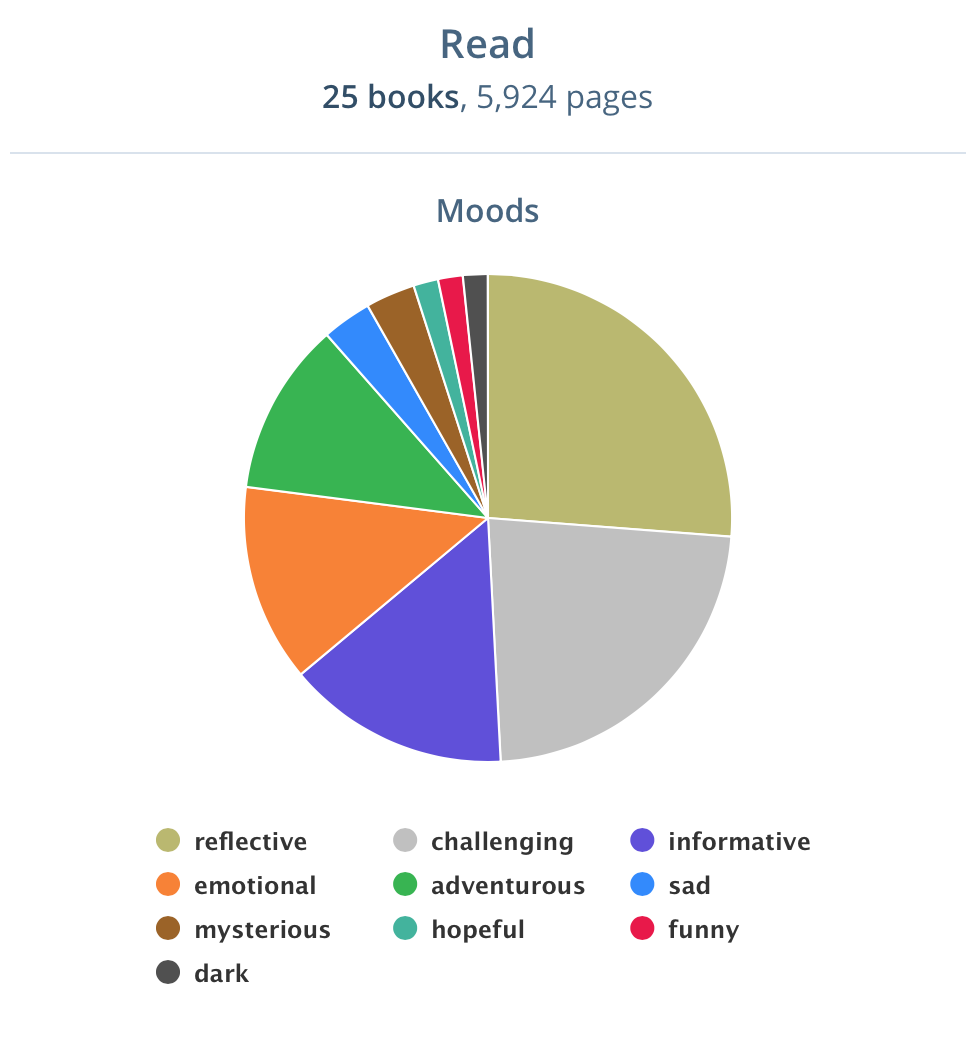 Read
25 books, 5,924 pages
Moods
reflective
challenging
informative
emotional
adventurous
sad
mysterious
hopeful
funny
dark